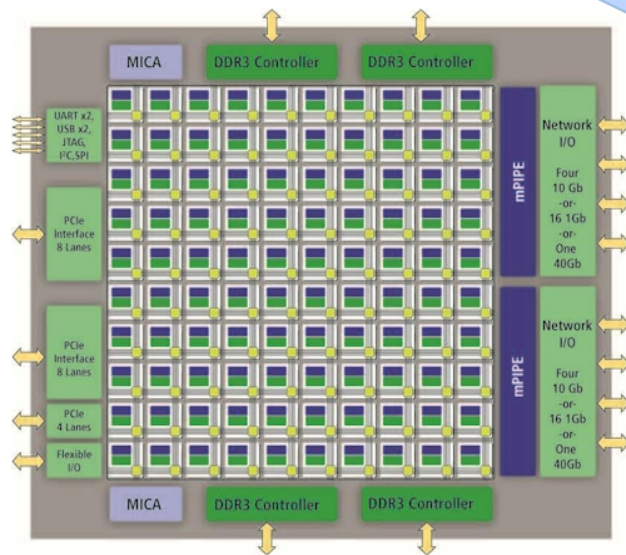 MICA
DDR3 Controller
DDR3 Controller
UART x2,
USB x2,
JTAG,
I²C,SPI
PCIe
Interface
8 Lanes
PCIe
Interface
8 Lanes
PCIe
4 Lanes
Flexible
I/O
mPIPE
Network
I/O
Four
10 Gb
-or-
16 1Gb
-or-
One
40Gb
mPIPE
Network
I/O
Four
10 Gb
-or-
16 1Gb
-or-
One
40Gb
MICA
DDR3 Controller
DDR3 Controller